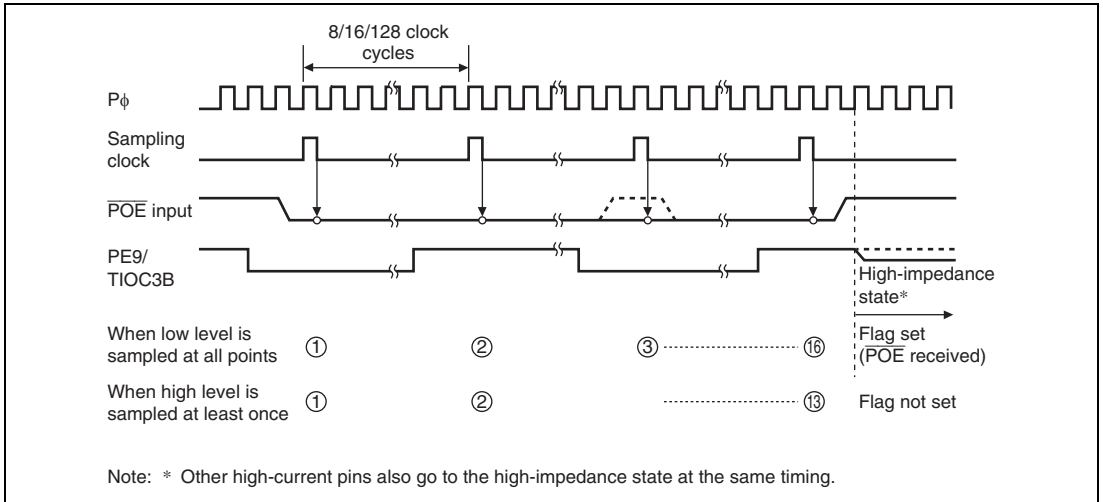 8/16/128 clock
cycles
Pϕ
Sampling
clock
P̅O̅E̅ input
PE9/
TIOC3B
High-impedance
state*
When low level is
sampled at all points
① ② ③ ⑯
Flag set
(P̅O̅E̅ received)
When high level is
sampled at least once
① ② ⑬ Flag not set
Note: * Other high-current pins also go to the high-impedance state at the same timing.